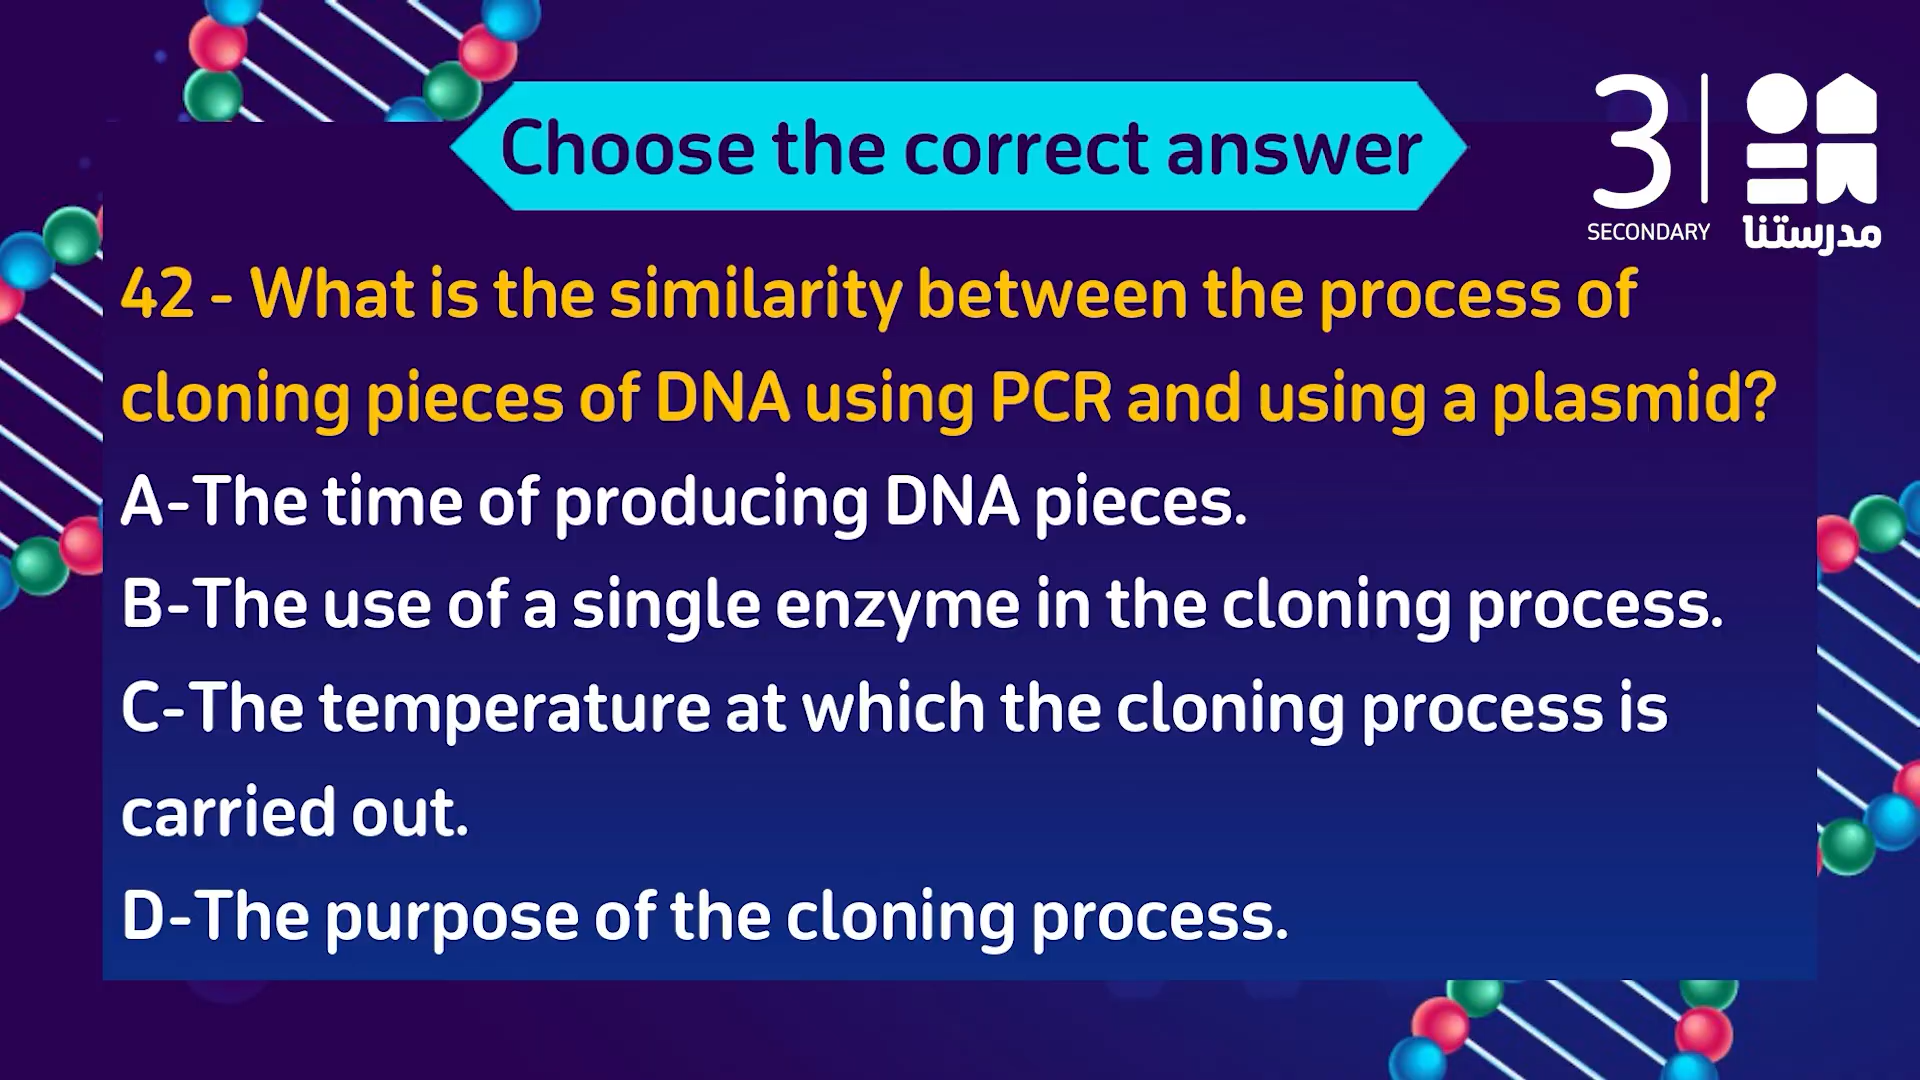 Choose the correct answer
3
SECONDARY
مدرستنا
42 - What is the similarity between the process of
cloning pieces of DNA using PCR and using a plasmid?
A-The time of producing DNA pieces.
B-The use of a single enzyme in the cloning process.
C-The temperature at which the cloning process is
carried out.
D-The purpose of the cloning process.